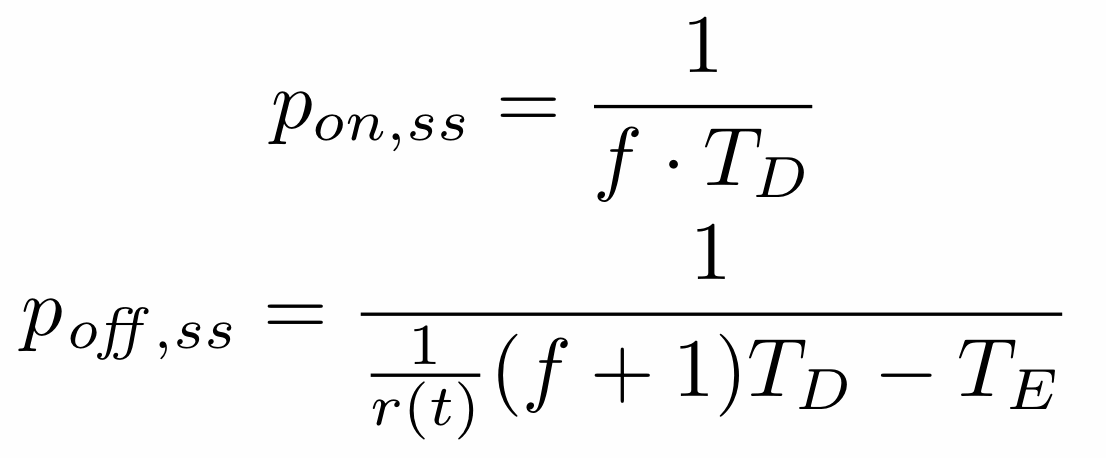 p_{on,ss} = \frac{1}{f \cdot T_D}
p_{off,ss} = \frac{1}{\frac{1}{r(t)}(f+1)T_D - T_E}